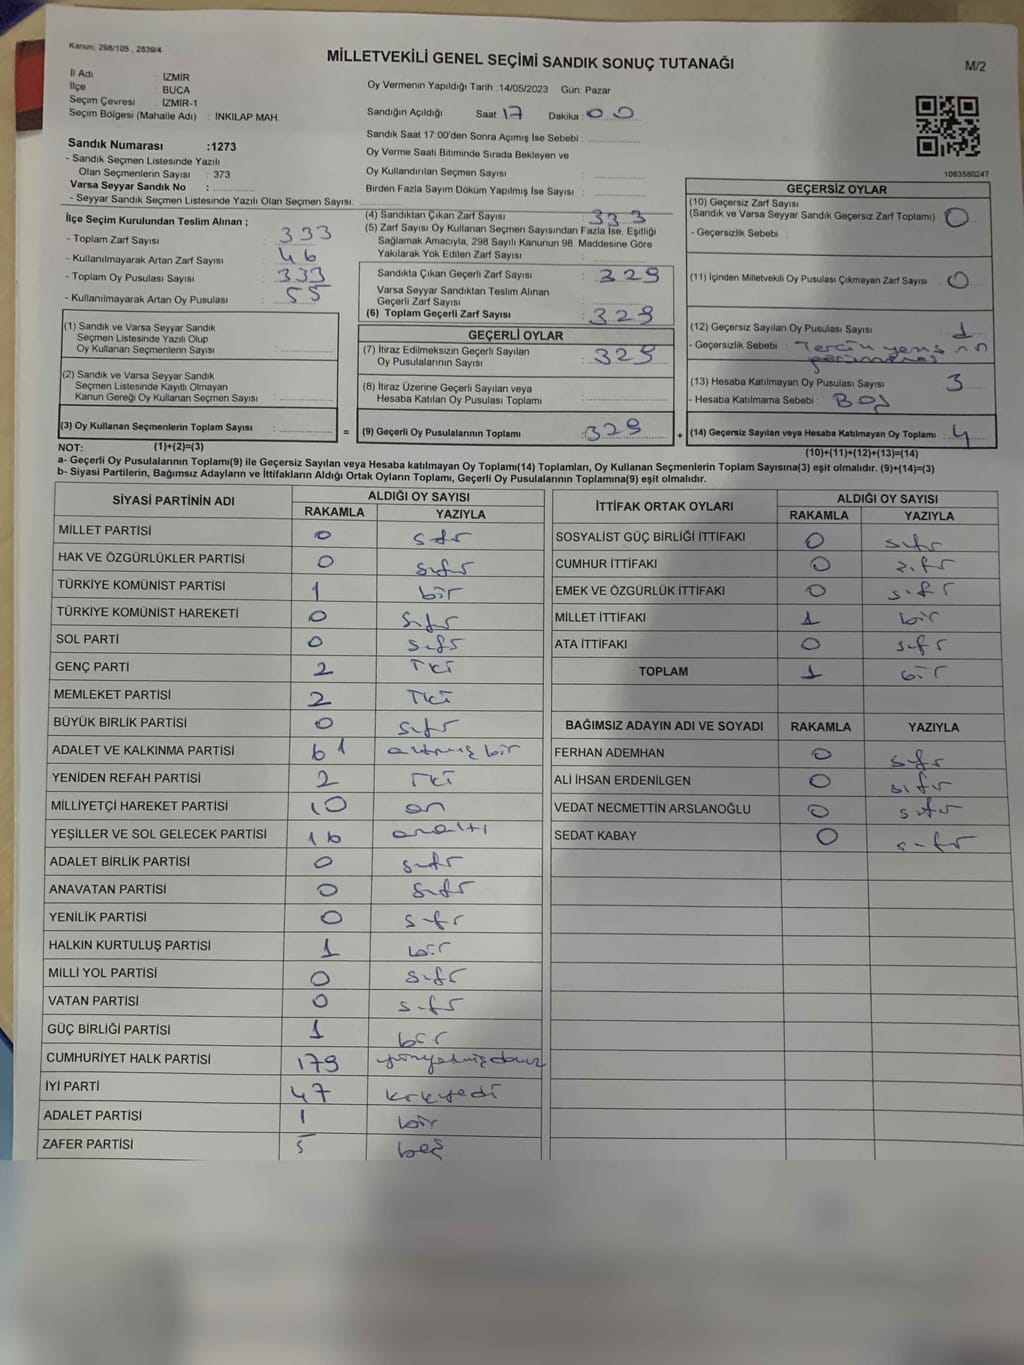 Kanun, 298/105 , 2839/4
MİLLETVEKİLİ GENEL SEÇİMİ SANDIK SONUÇ TUTANAĞI
M/2
İl Adı : İZMİR
İlçe : BUCA
Seçim Çevresi : İZMİR-1
Seçim Bölgesi (Mahalle Adı) : İNKILAP MAH.
Oy Vermenin Yapıldığı Tarih : 14/05/2023 Gün: Pazar
Sandığın Açıldığı Saat: 17 Dakika : 00
Sandık Saat 17:00'den Sonra Açımış İse Sebebi :
Oy Verme Saati Bitiminde Sırada Bekleyen ve
Oy Kullandırılan Seçmen Sayısı :
Birden Fazla Sayım Döküm Yapılmış İse Sayısı :
1063580247
Sandık Numarası :1273
- Sandık Seçmen Listesinde Yazılı
Olan Seçmenlerin Sayısı : 373
Varsa Seyyar Sandık No :
- Seyyar Sandık Seçmen Listesinde Yazılı Olan Seçmen Sayısı:
İlçe Seçim Kurulundan Teslim Alınan ;
- Toplam Zarf Sayısı : 333
- Kullanılmayarak Artan Zarf Sayısı : 46
- Toplam Oy Pusulası Sayısı : 333
- Kullanılmayarak Artan Oy Pusulası : 55
(1) Sandık ve Varsa Seyyar Sandık
Seçmen Listesinde Yazılı Olup
Oy Kullanan Seçmenlerin Sayısı :
(2) Sandık ve Varsa Seyyar Sandık
Seçmen Listesinde Kayıtlı Olmayan
Kanun Gereği Oy Kullanan Seçmen Sayısı :
(3) Oy Kullanan Seçmenlerin Toplam Sayısı :
(1)+(2)=(3)
(4) Sandıktan Çıkan Zarf Sayısı : 333
(5) Zarf Sayısı Oy Kullanan Seçmen Sayısından Fazla İse, Eşitliği
Sağlamak Amacıyla, 298 Sayılı Kanunun 98. Maddesine Göre
Yakılarak Yok Edilen Zarf Sayısı :
Sandıkta Çıkan Geçerli Zarf Sayısı : 329
Varsa Seyyar Sandıktan Teslim Alınan
Geçerli Zarf Sayısı :
(6) Toplam Geçerli Zarf Sayısı : 329
GEÇERLİ OYLAR
(7) İtiraz Edilmeksizin Geçerli Sayılan
Oy Pusulalarının Sayısı : 329
(8) İtiraz Üzerine Geçerli Sayılan veya
Hesaba Katılan Oy Pusulası Toplamı :
= (9) Geçerli Oy Pusulalarının Toplamı : 329
GEÇERSİZ OYLAR
(10) Geçersiz Zarf Sayısı
(Sandık ve Varsa Seyyar Sandık Geçersiz Zarf Toplamı) : 0
- Geçersizlik Sebebi :
(11) İçinden Milletvekili Oy Pusulası Çıkmayan Zarf Sayısı : 0
(12) Geçersiz Sayılan Oy Pusulası Sayısı : 1
- Geçersizlik Sebebi :
(13) Hesaba Katılmayan Oy Pusulası Sayısı : 3
- Hesaba Katılmama Sebebi : Boş
+ (14) Geçersiz Sayılan veya Hesaba Katılmayan Oy Toplamı : 4
(10)+(11)+(12)+(13)=(14)
NOT:
a- Geçerli Oy Pusulalarının Toplamı(9) ile Geçersiz Sayılan veya Hesaba katılmayan Oy Toplamı(14) Toplamları, Oy Kullanan Seçmenlerin Toplam Sayısına(3) eşit olmalıdır. (9)+(14)=(3)
b- Siyasi Partilerin, Bağımsız Adayların ve İttifakların Aldığı Ortak Oyların Toplamı, Geçerli Oy Pusulalarının Toplamına(9) eşit olmalıdır.
SİYASİ PARTİNİN ADI ALDIĞI OY SAYISI
RAKAMLA YAZIYLA
MİLLET PARTİSİ 0 sıfır
HAK VE ÖZGÜRLÜKLER PARTİSİ 0 sıfır
TÜRKİYE KOMÜNİST PARTİSİ 1 bir
TÜRKİYE KOMÜNİST HAREKETİ 0 sıfır
SOL PARTİ 0 sıfır
GENÇ PARTİ 2 İki
MEMLEKET PARTİSİ 2 İki
BÜYÜK BİRLİK PARTİSİ 0 sıfır
ADALET VE KALKINMA PARTİSİ 61 altmış bir
YENİDEN REFAH PARTİSİ 2 İki
MİLLİYETÇİ HAREKET PARTİSİ 10 on
YEŞİLLER VE SOL GELECEK PARTİSİ 16 onaltı
ADALET BİRLİK PARTİSİ 0 sıfır
ANAVATAN PARTİSİ 0 sıfır
YENİLİK PARTİSİ 0 sıfır
HALKIN KURTULUŞ PARTİSİ 1 bir
MİLLİ YOL PARTİSİ 0 sıfır
VATAN PARTİSİ 0 sıfır
GÜÇ BİRLİĞİ PARTİSİ 1 bir
CUMHURİYET HALK PARTİSİ 179 yüzyetmişdokuz
İYİ PARTİ 47 kırkyedi
ADALET PARTİSİ 1 bir
ZAFER PARTİSİ 5 beş
İTTİFAK ORTAK OYLARI ALDIĞI OY SAYISI
RAKAMLA YAZIYLA
SOSYALİST GÜÇ BİRLİĞİ İTTİFAKI 0 sıfır
CUMHUR İTTİFAKI 0 sıfır
EMEK VE ÖZGÜRLÜK İTTİFAKI 0 sıfır
MİLLET İTTİFAKI 1 bir
ATA İTTİFAKI 0 sıfır
TOPLAM 1 bir
BAĞIMSIZ ADAYIN ADI VE SOYADI RAKAMLA YAZIYLA
FERHAN ADEMHAN 0 sıfır
ALİ İHSAN ERDENİLGEN 0 sıfır
VEDAT NECMETTİN ARSLANOĞLU 0 sıfır
SEDAT KABAY 0 sıfır